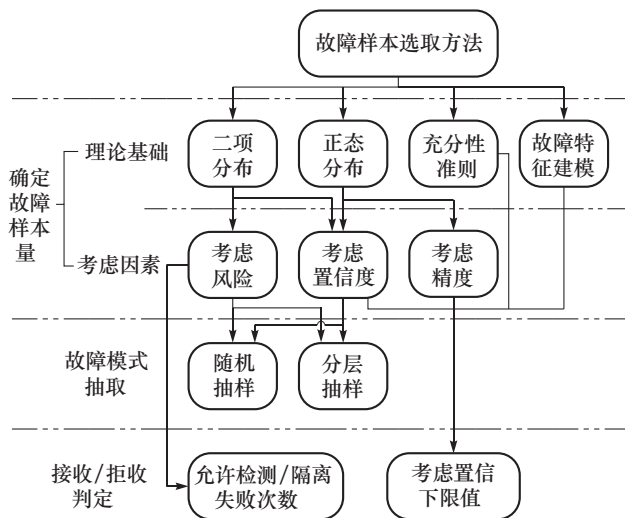 故障样本选取方法
确定
故障
样本
量
理论基础
二项
分布
正态
分布
充分性
准则
故障特
征建模
考虑因素
考虑
风险
考虑
置信度
考虑
精度
故障模式
抽取
随机
抽样
分层
抽样
接收/拒收
判定
允许检测/隔离
失败次数
考虑置信
下限值